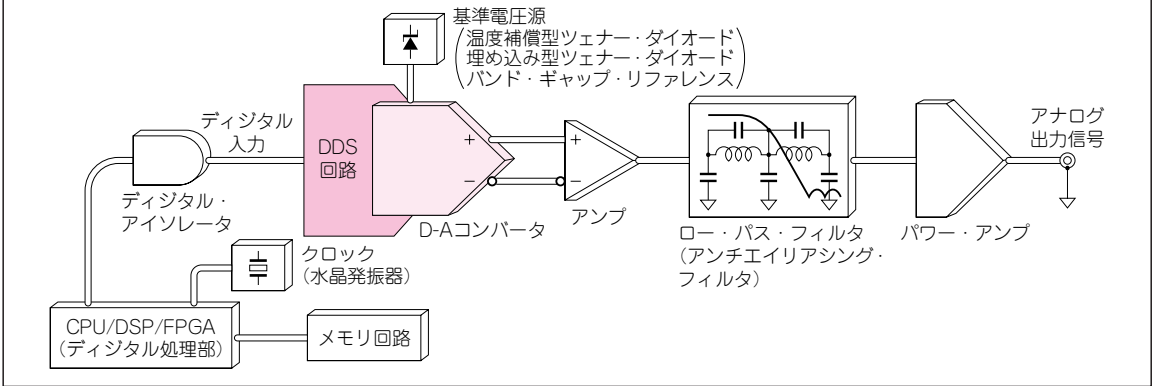 基準電圧源
温度補償型ツェナー・ダイオード
埋め込み型ツェナー・ダイオード
バンド・ギャップ・リファレンス
ディジタル
入力
DDS
回路
+
−
+
−
アナログ
出力信号
ディジタル・
アイソレータ
D-Aコンバータ
アンプ
ロー・パス・フィルタ
(アンチエイリアシング・
フィルタ)
パワー・アンプ
クロック
(水晶発振器)
CPU/DSP/FPGA
(ディジタル処理部)
メモリ回路